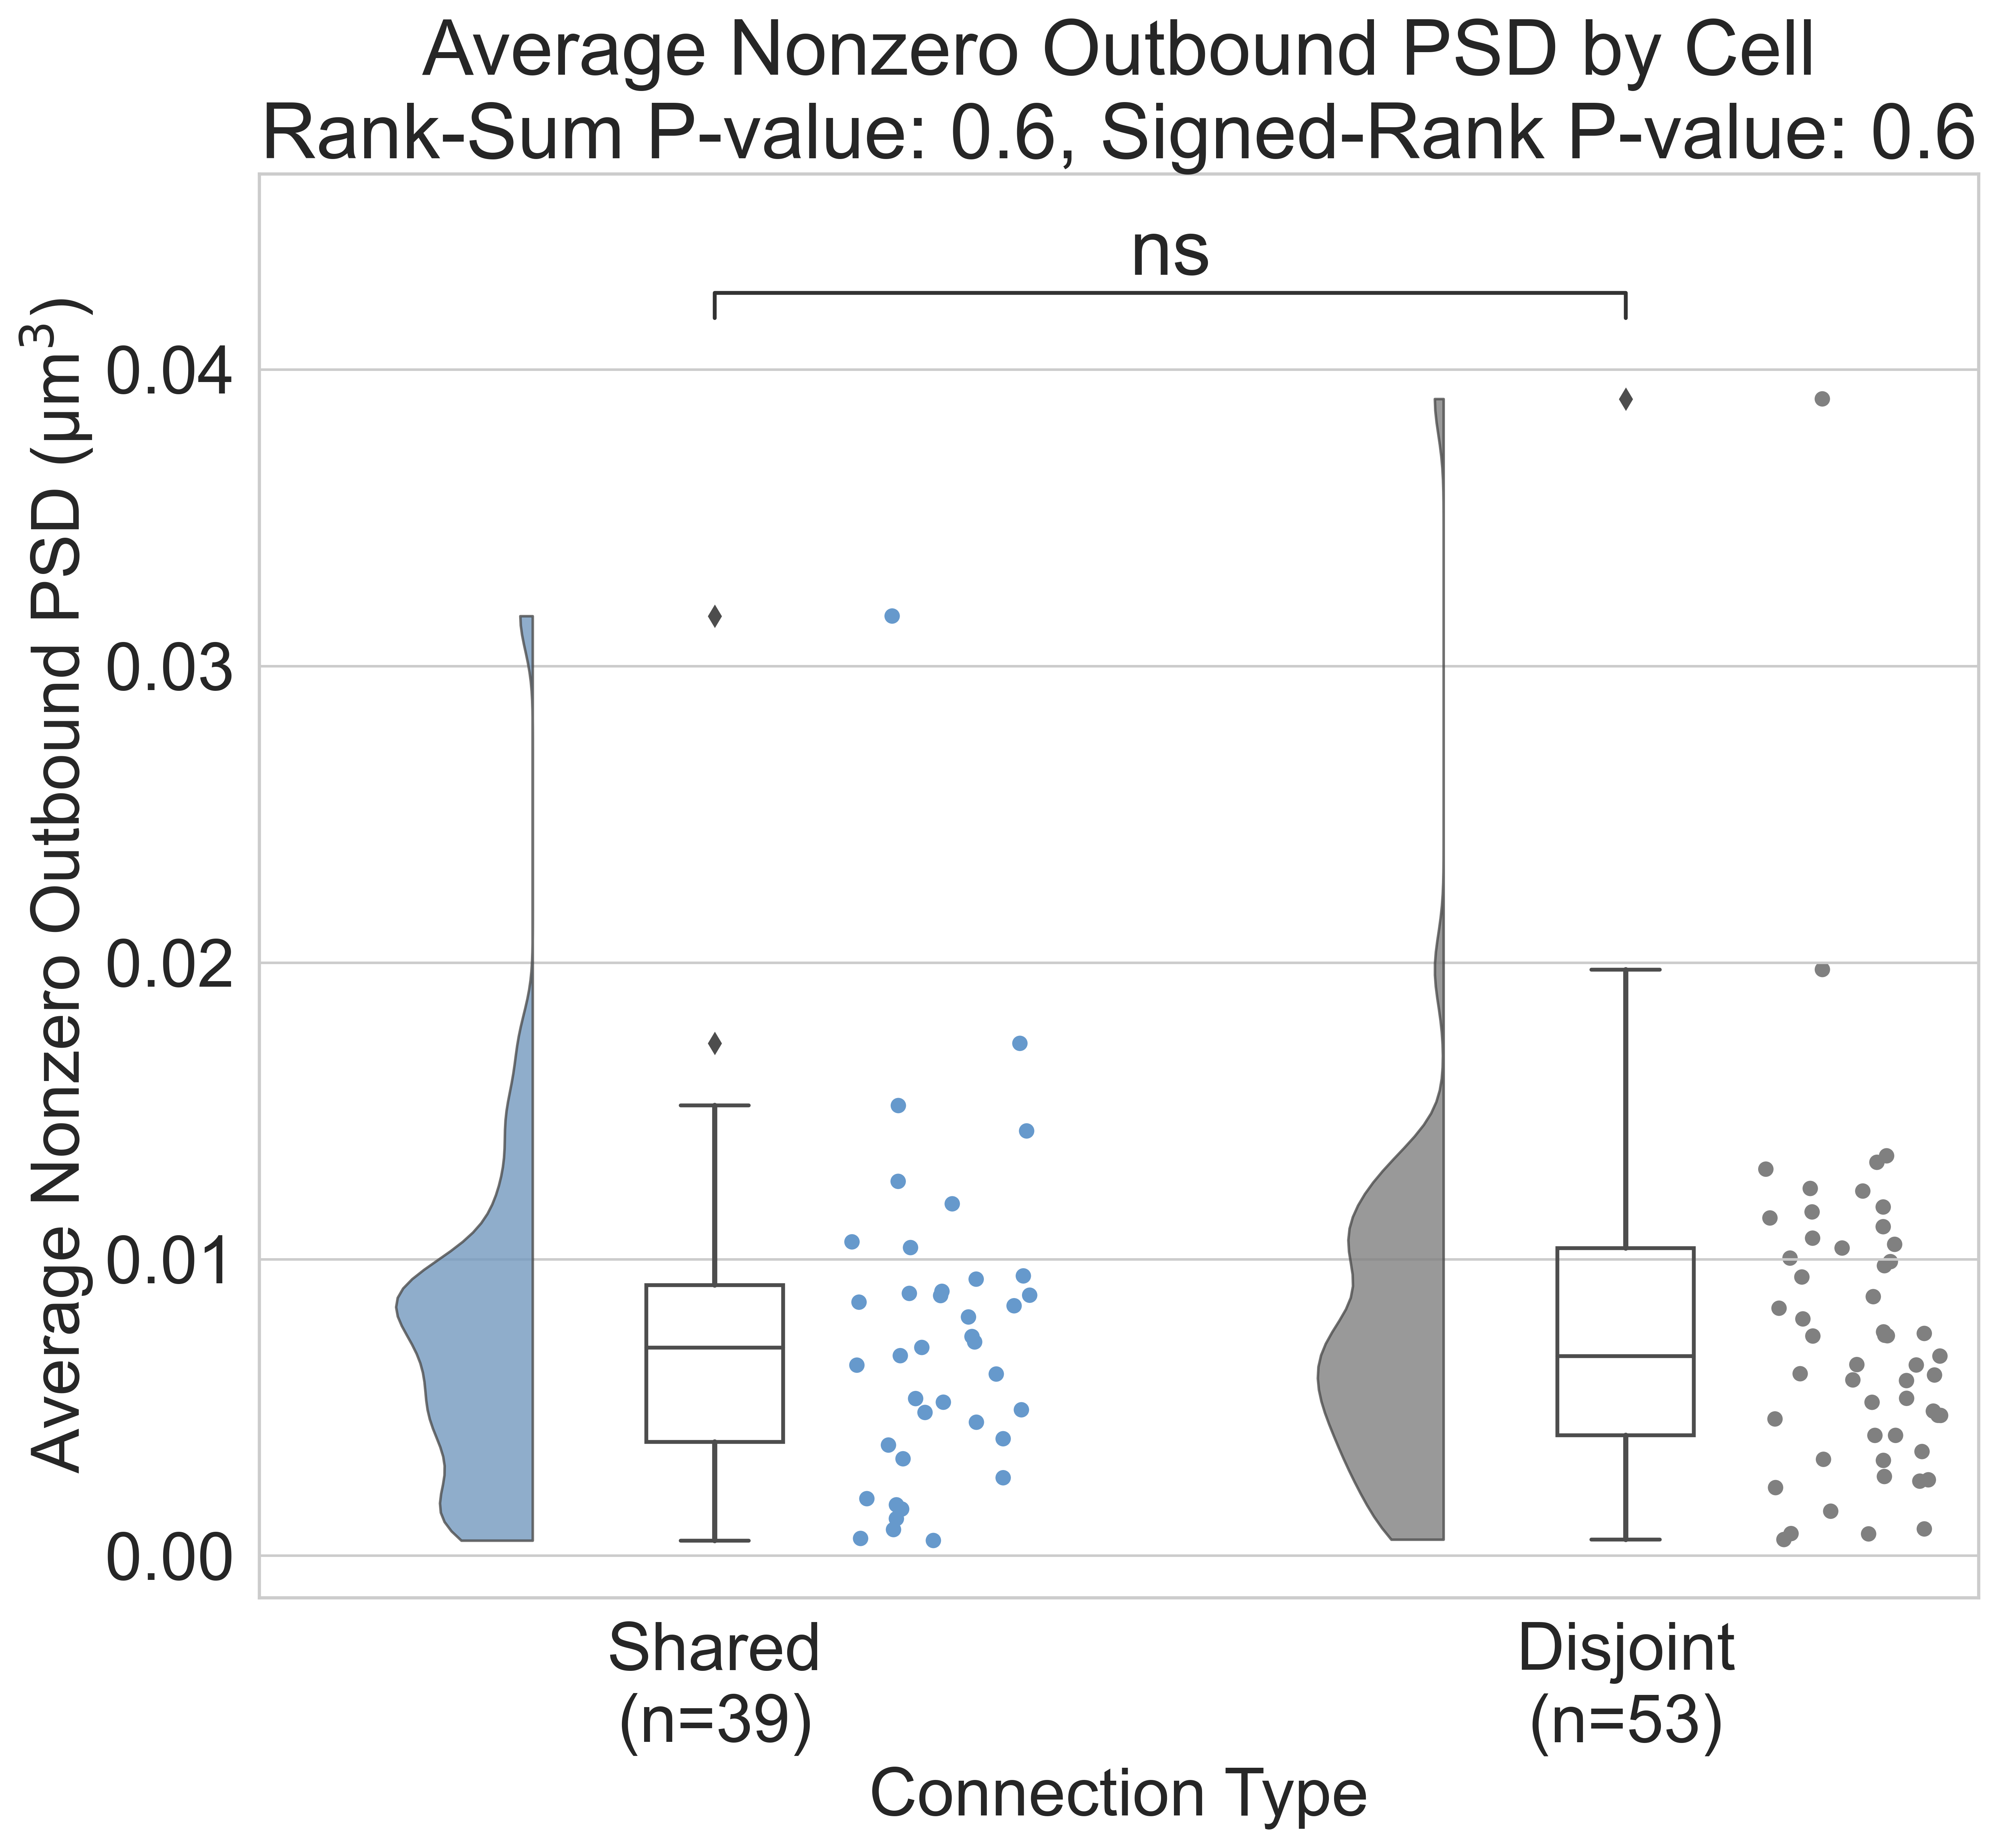 Average Nonzero Outbound PSD by Cell
Rank-Sum P-value: 0.6, Signed-Rank P-value: 0.6
ns
Average Nonzero Outbound PSD (μm³)
0.04
0.03
0.02
0.01
0.00
Shared
(n=39)
Disjoint
(n=53)
Connection Type